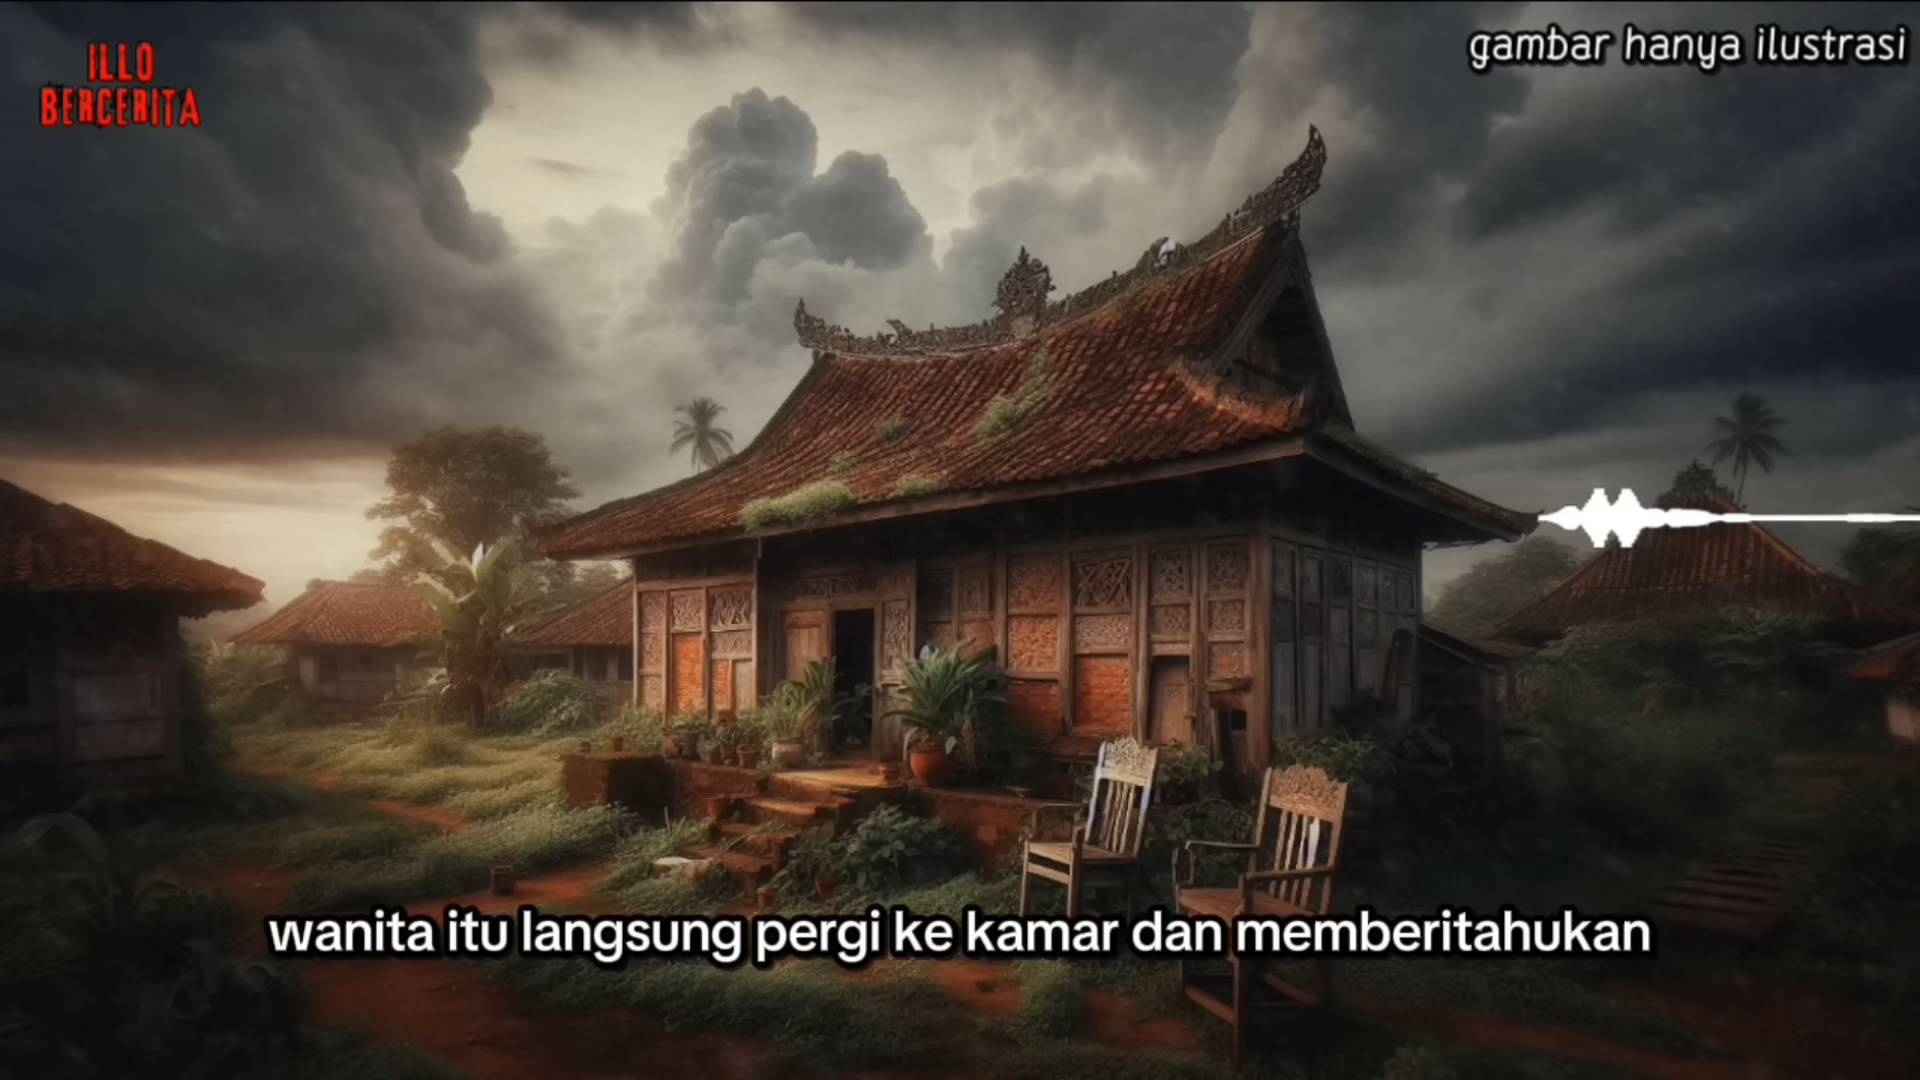 ILLO
BERCERITA
gambar hanya ilustrasi
wanita itu langsung pergi ke kamar dan memberitahukan